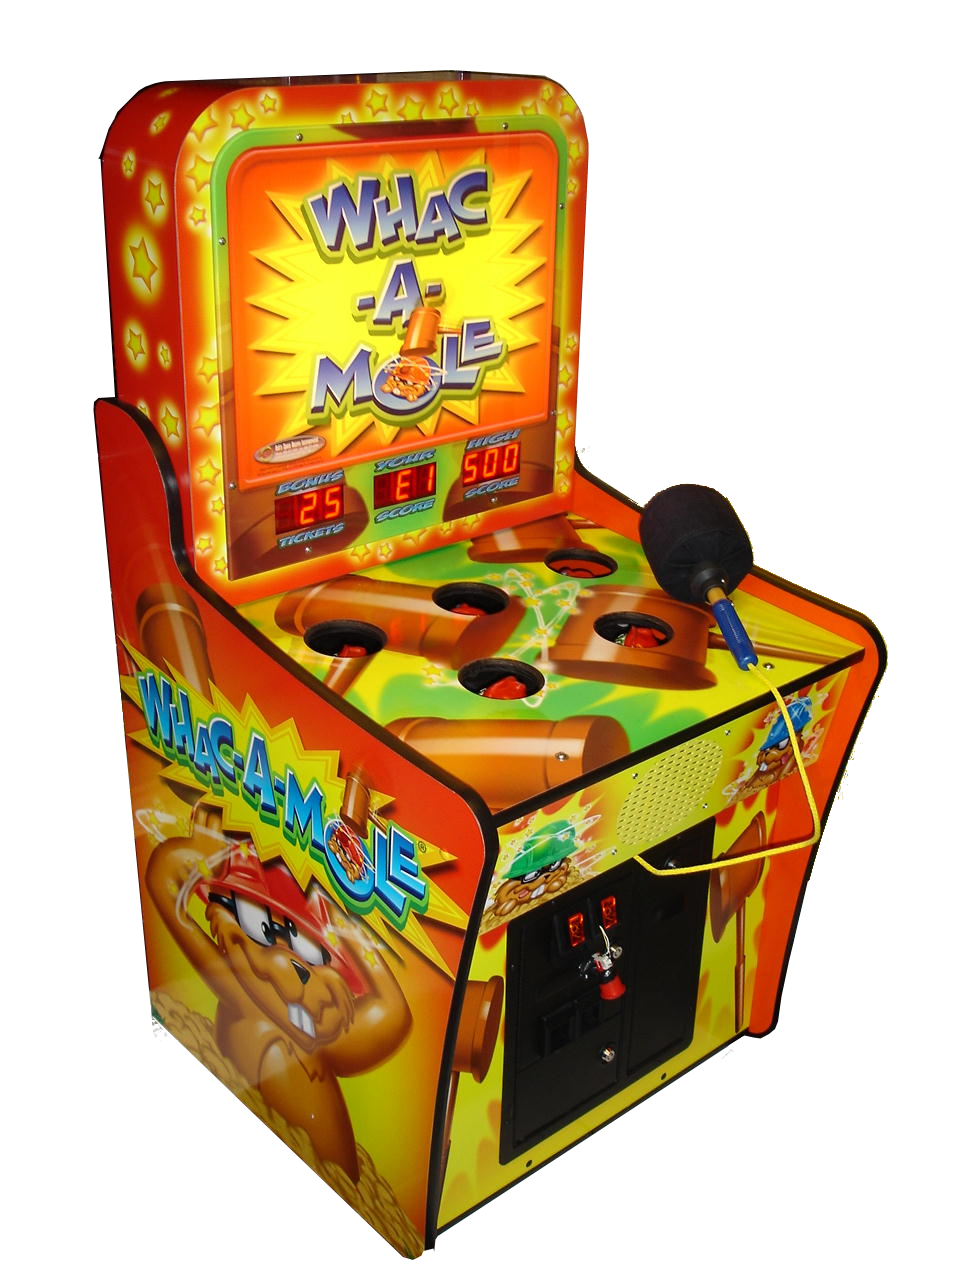 WHAC
-A-
MOLE
BONUS
25
TICKETS
YOUR
E1
SCORE
HIGH
500
SCORE
WHAC-A-MOLE®